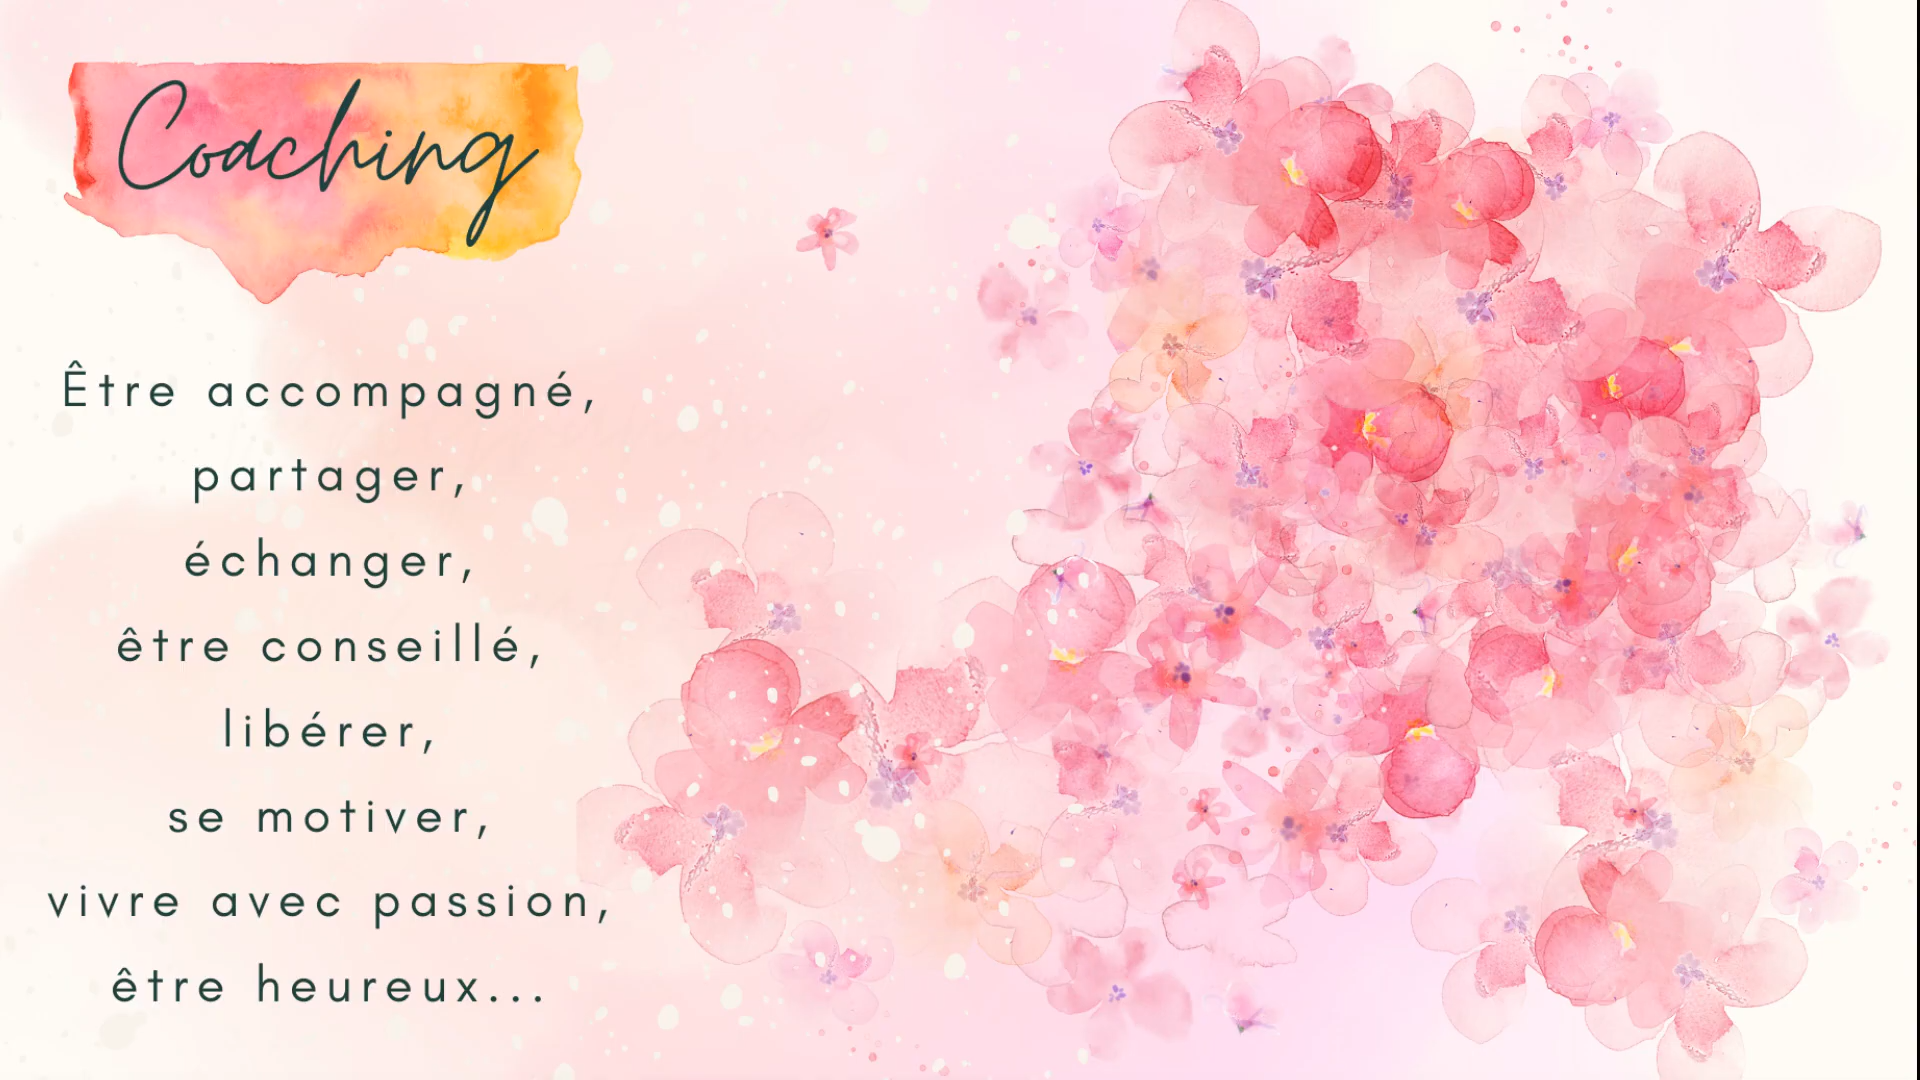 Coaching
Être accompagné,
partager,
échanger,
être conseillé,
libérer,
se motiver,
vivre avec passion,
être heureux...